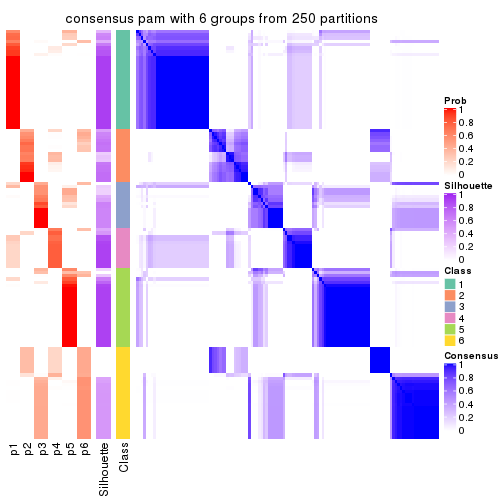 consensus pam with 6 groups from 250 partitions
Prob
1
0.8
0.6
0.4
0.2
0
Silhouette
1
0.8
0.6
0.4
0.2
0
Class
1
2
3
4
5
6
Consensus
1
0.8
0.6
0.4
0.2
0
p1
p2
p3
p4
p5
p6
Silhouette
Class